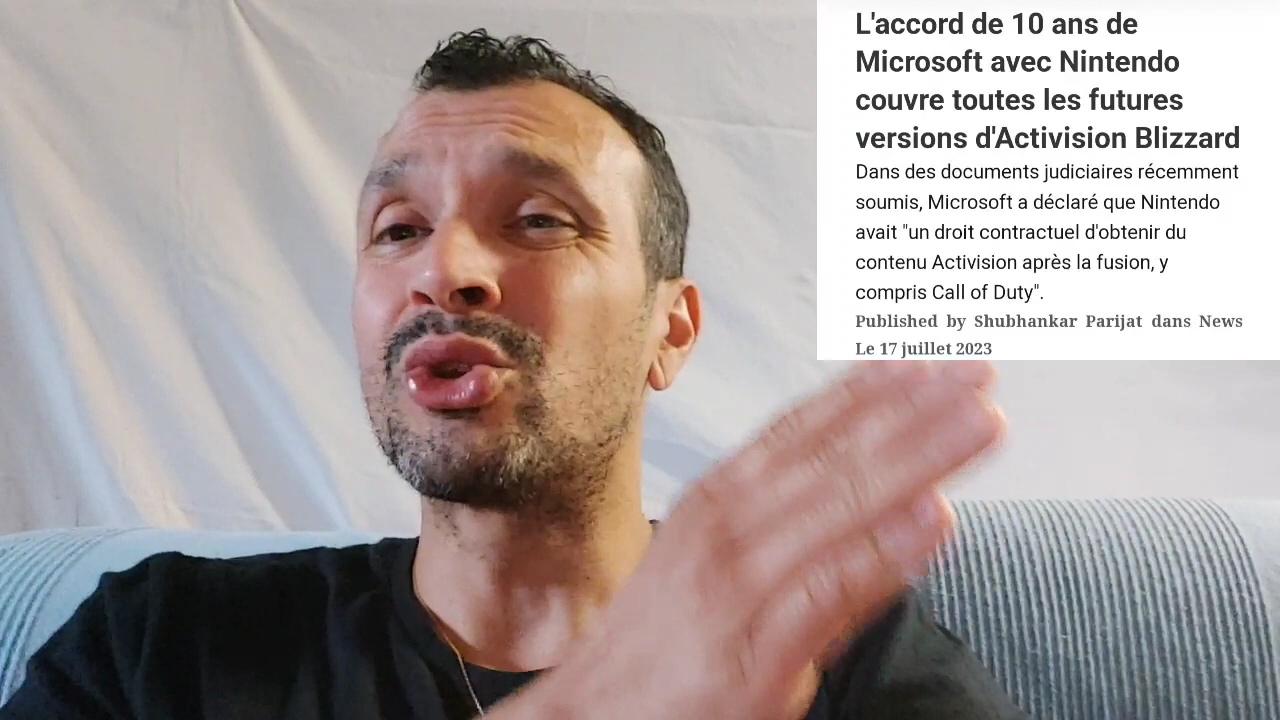 L'accord de 10 ans de
Microsoft avec Nintendo
couvre toutes les futures
versions d'Activision Blizzard
Dans des documents judiciaires récemment
soumis, Microsoft a déclaré que Nintendo
avait "un droit contractuel d'obtenir du
contenu Activision après la fusion, y
compris Call of Duty".
Published by Shubhankar Parijat dans News
Le 17 juillet 2023